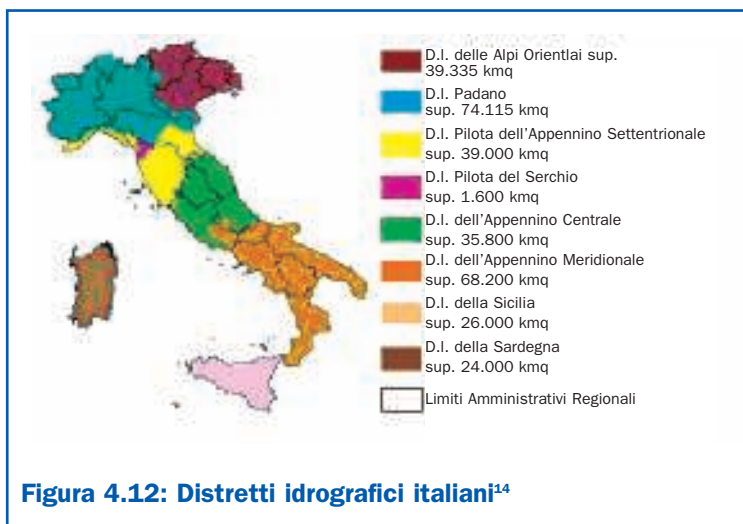 D.I. delle Alpi Orientlai sup.
39.335 kmq
D.I. Padano
sup. 74.115 kmq
D.I. Pilota dell'Appennino Settentrionale
sup. 39.000 kmq
D.I. Pilota del Serchio
sup. 1.600 kmq
D.I. dell'Appennino Centrale
sup. 35.800 kmq
D.I. dell'Appennino Meridionale
sup. 68.200 kmq
D.I. della Sicilia
sup. 26.000 kmq
D.I. della Sardegna
sup. 24.000 kmq
Limiti Amministrativi Regionali
Figura 4.12: Distretti idrografici italiani¹⁴